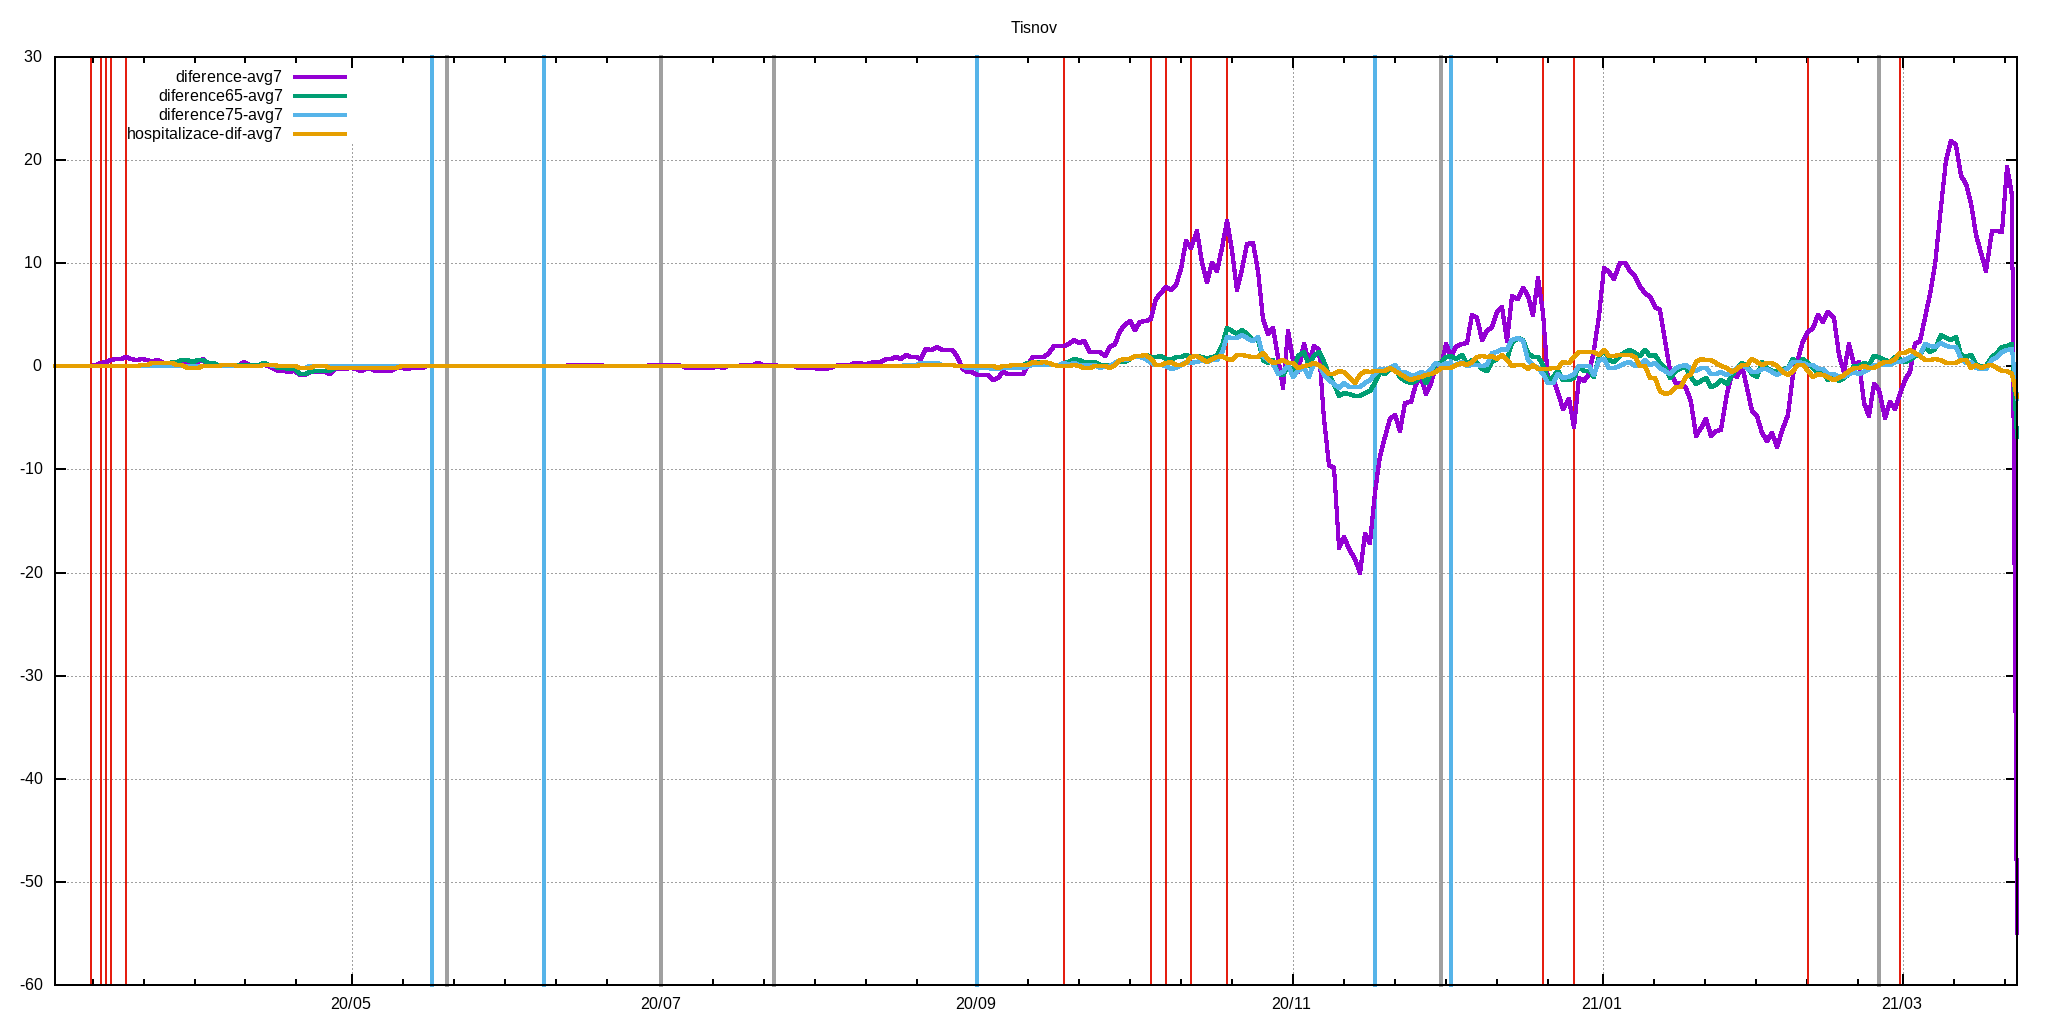 Tisnov
diference-avg7
diference65-avg7
diference75-avg7
hospitalizace-dif-avg7
30
20
10
0
-10
-20
-30
-40
-50
-60
20/05 20/07 20/09 20/11 21/01 21/03